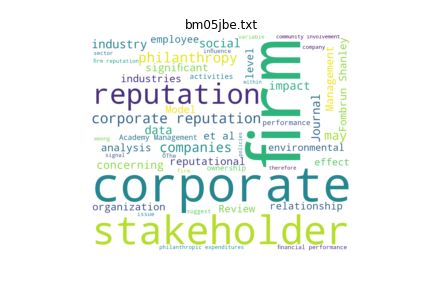 bm05jbe.txt
industry
employee
social
variable
community involvement
sector
influence
level
company
firm reputation
philanthropy
significant
industries
activities
within
impact
Management
Fombrun Shanley
reputation
firm
Journal
Model
corporate reputation
performance
may
data
among
Academy Management
et al
policies
analysis
companies
environmental
signal
0The
reputational
effect
concerning
firm
ownership
therefore
corporate
organization
suggest
Review
relationship
issue
stakeholder
philanthropic expenditures
financial performance